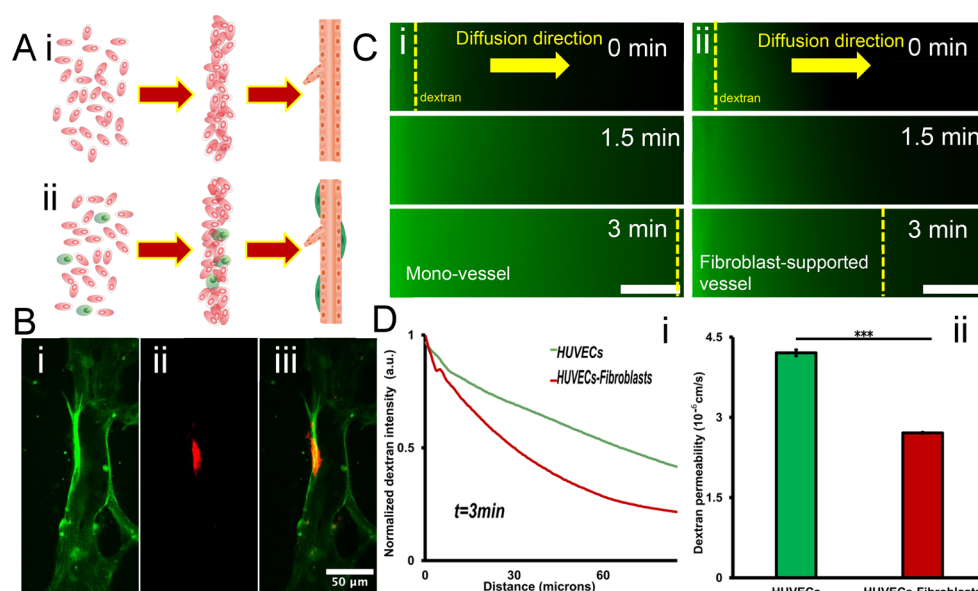 A i
ii
B
i
ii
iii
50 µm
C
i
Diffusion direction
0 min
dextran
1.5 min
3 min
Mono-vessel
ii
Diffusion direction
0 min
dextran
1.5 min
3 min
Fibroblast-supported
vessel
D
i
Normalized dextran intensity (a.u.)
1
0.5
0
HUVECs
HUVECs-Fibroblasts
t=3min
0
30
60
Distance (microns)
ii
Dextran permeability (10⁻⁶cm/s)
4.5
3
1.5
0
***
HUVECs
HUVECs-Fibroblasts